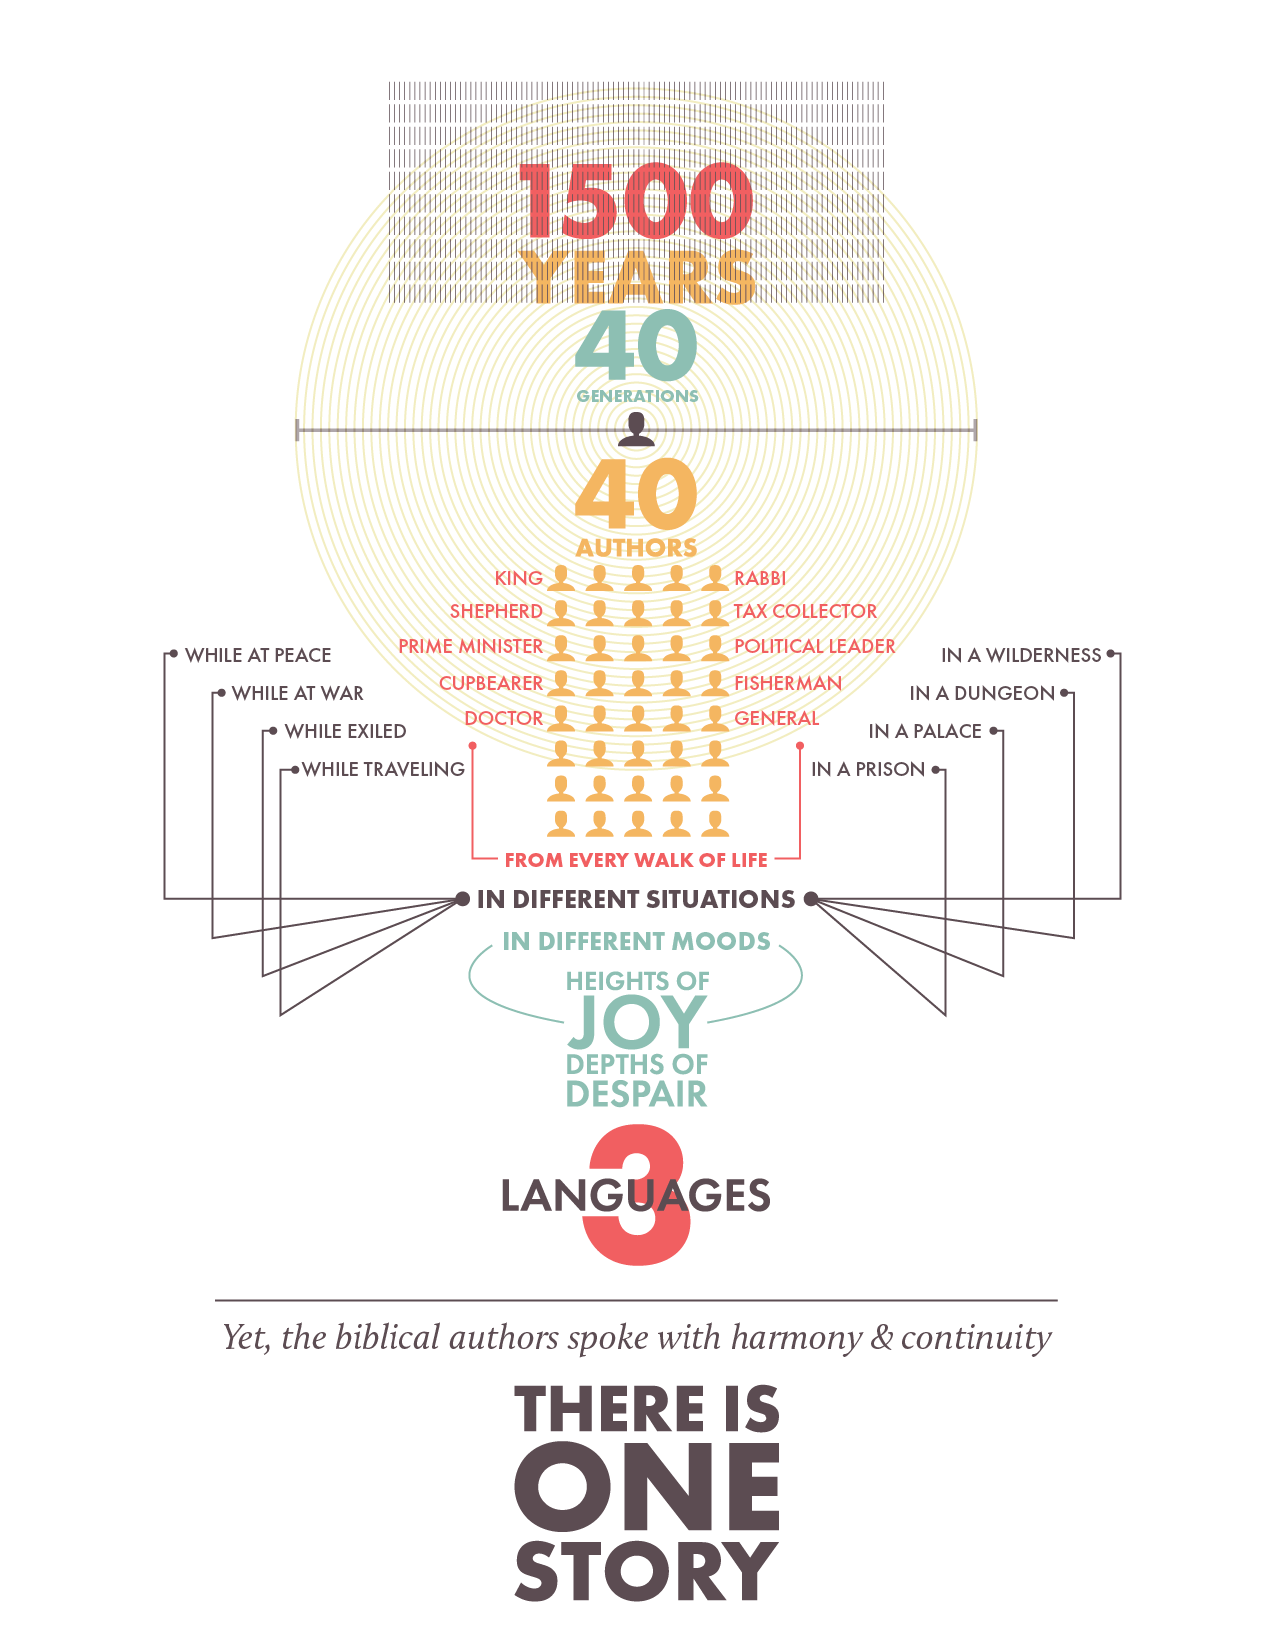 1500
YEARS
40
GENERATIONS
40
AUTHORS
KING
RABBI
SHEPHERD
TAX COLLECTOR
PRIME MINISTER
POLITICAL LEADER
CUPBEARER
FISHERMAN
DOCTOR
GENERAL
WHILE AT PEACE
WHILE AT WAR
WHILE EXILED
WHILE TRAVELING
IN A WILDERNESS
IN A DUNGEON
IN A PALACE
IN A PRISON
FROM EVERY WALK OF LIFE
IN DIFFERENT SITUATIONS
IN DIFFERENT MOODS
HEIGHTS OF
JOY
DEPTHS OF
DESPAIR
3
LANGUAGES
Yet, the biblical authors spoke with harmony & continuity
THERE IS
ONE
STORY